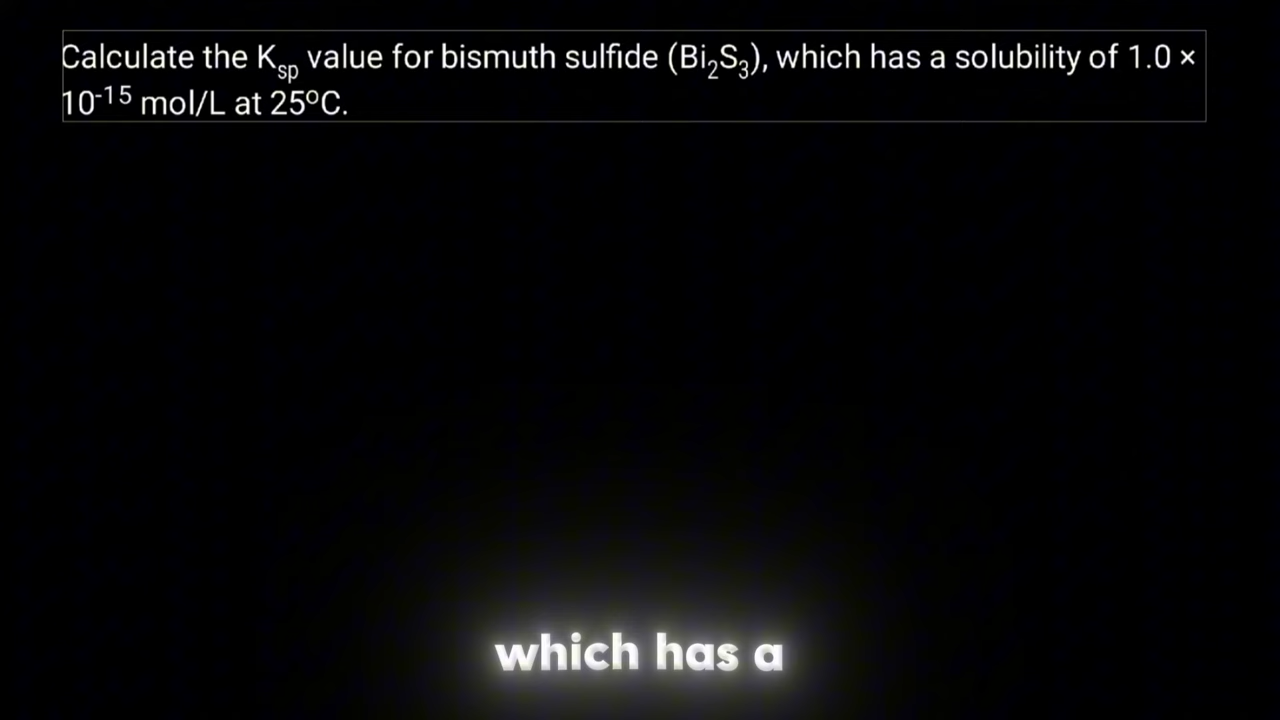 Calculate the Ksp value for bismuth sulfide (Bi₂S₃), which has a solubility of 1.0 ×
10⁻¹⁵ mol/L at 25ºC.
which has a